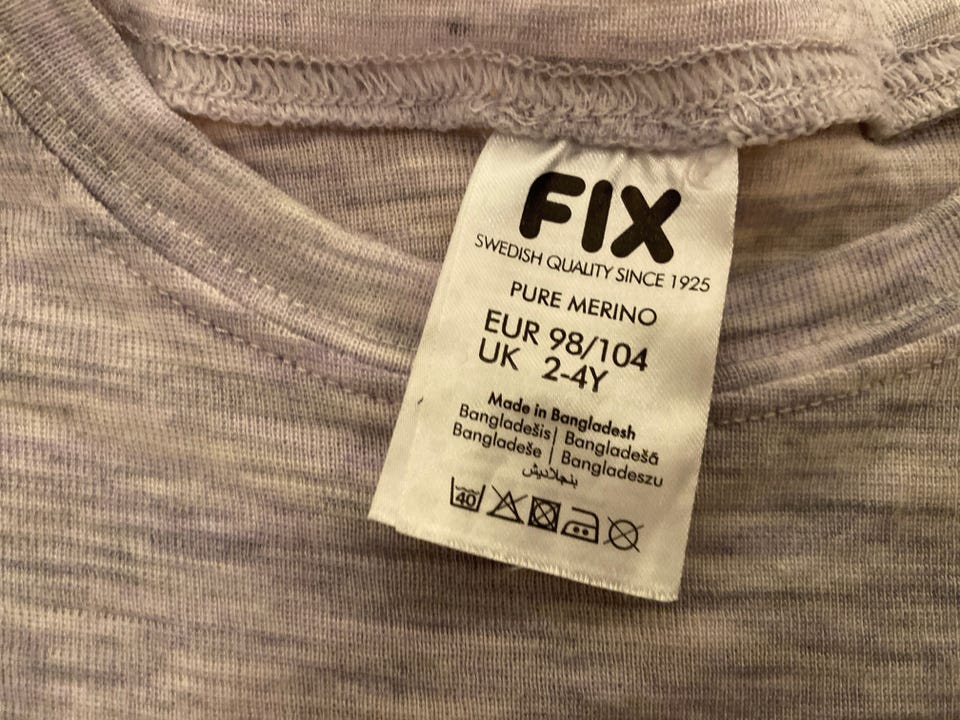 FIX
SWEDISH QUALITY SINCE 1925
PURE MERINO
EUR 98/104
UK 2-4Y
Made in Bangladesh
Bangladešis | Bangladešā
Bangladeše | Bangladeszu
بنجلاديش
40